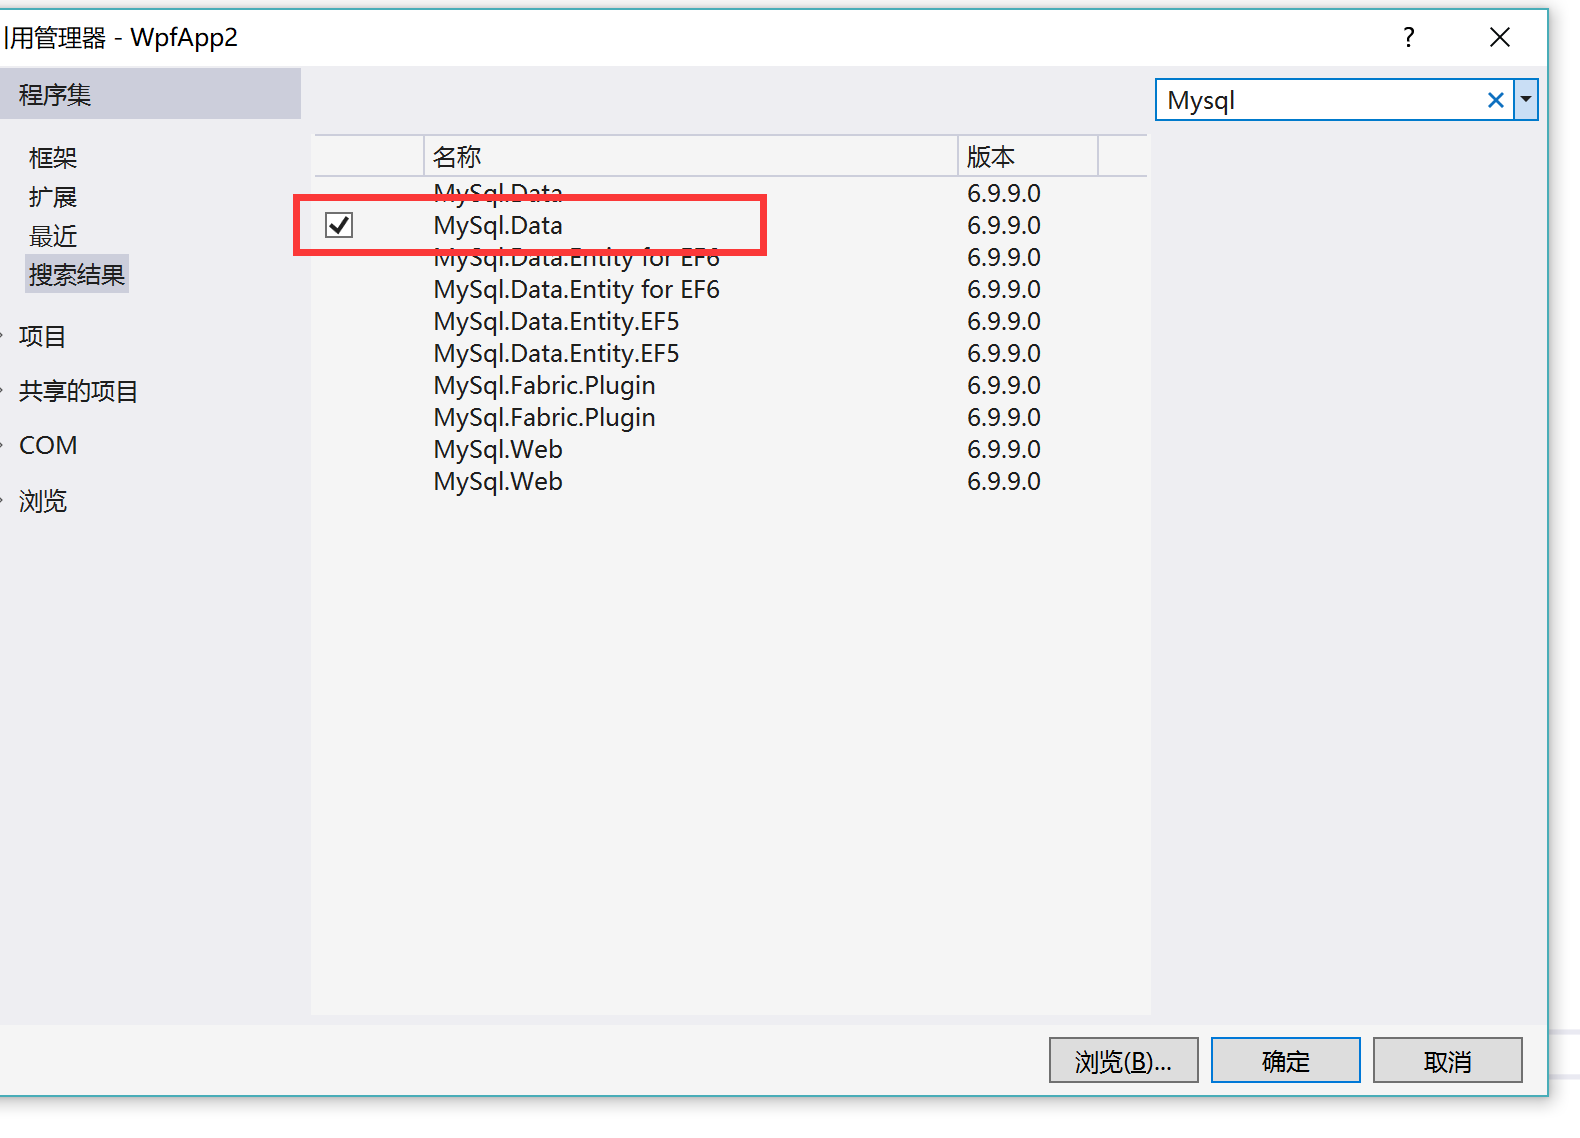 用管理器 - WpfApp2
?
程序集
Mysql
框架
扩展
最近
搜索结果
项目
共享的项目
COM
浏览
名称 版本
MySql.Data 6.9.9.0
MySql.Data 6.9.9.0
MySql.Data.Entity for EF6 6.9.9.0
MySql.Data.Entity for EF6 6.9.9.0
MySql.Data.Entity.EF5 6.9.9.0
MySql.Data.Entity.EF5 6.9.9.0
MySql.Fabric.Plugin 6.9.9.0
MySql.Fabric.Plugin 6.9.9.0
MySql.Web 6.9.9.0
MySql.Web 6.9.9.0
浏览(B)... 确定 取消